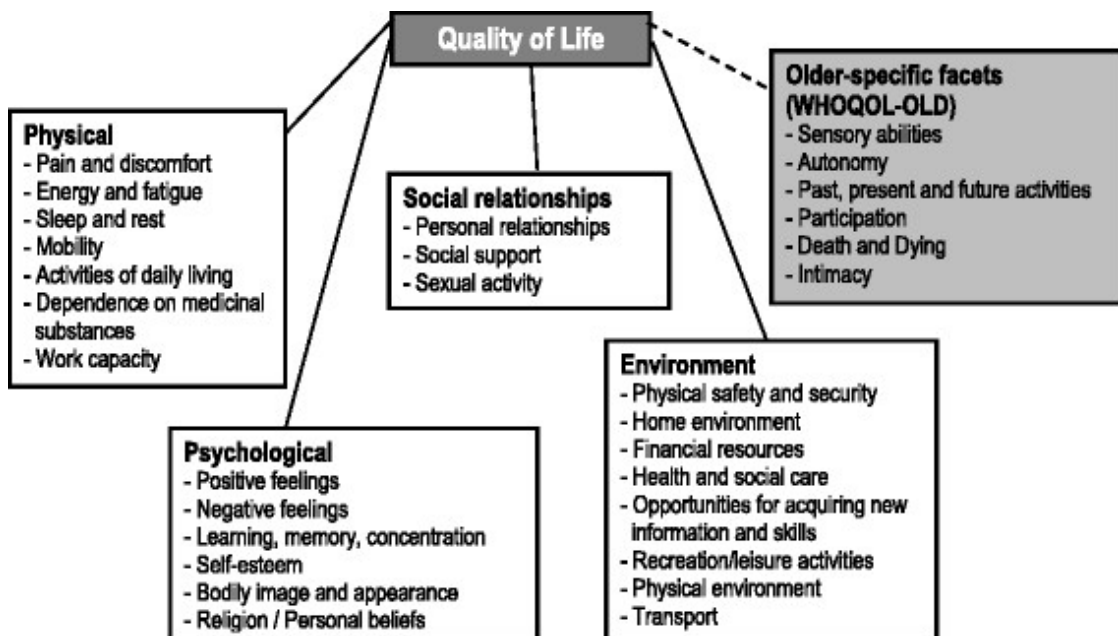 Quality of Life
Physical
- Pain and discomfort
- Energy and fatigue
- Sleep and rest
- Mobility
- Activities of daily living
- Dependence on medicinal
substances
- Work capacity
Social relationships
- Personal relationships
- Social support
- Sexual activity
Older-specific facets
(WHOQOL-OLD)
- Sensory abilities
- Autonomy
- Past, present and future activities
- Participation
- Death and Dying
- Intimacy
Psychological
- Positive feelings
- Negative feelings
- Learning, memory, concentration
- Self-esteem
- Bodily image and appearance
- Religion / Personal beliefs
Environment
- Physical safety and security
- Home environment
- Financial resources
- Health and social care
- Opportunities for acquiring new
information and skills
- Recreation/leisure activities
- Physical environment
- Transport